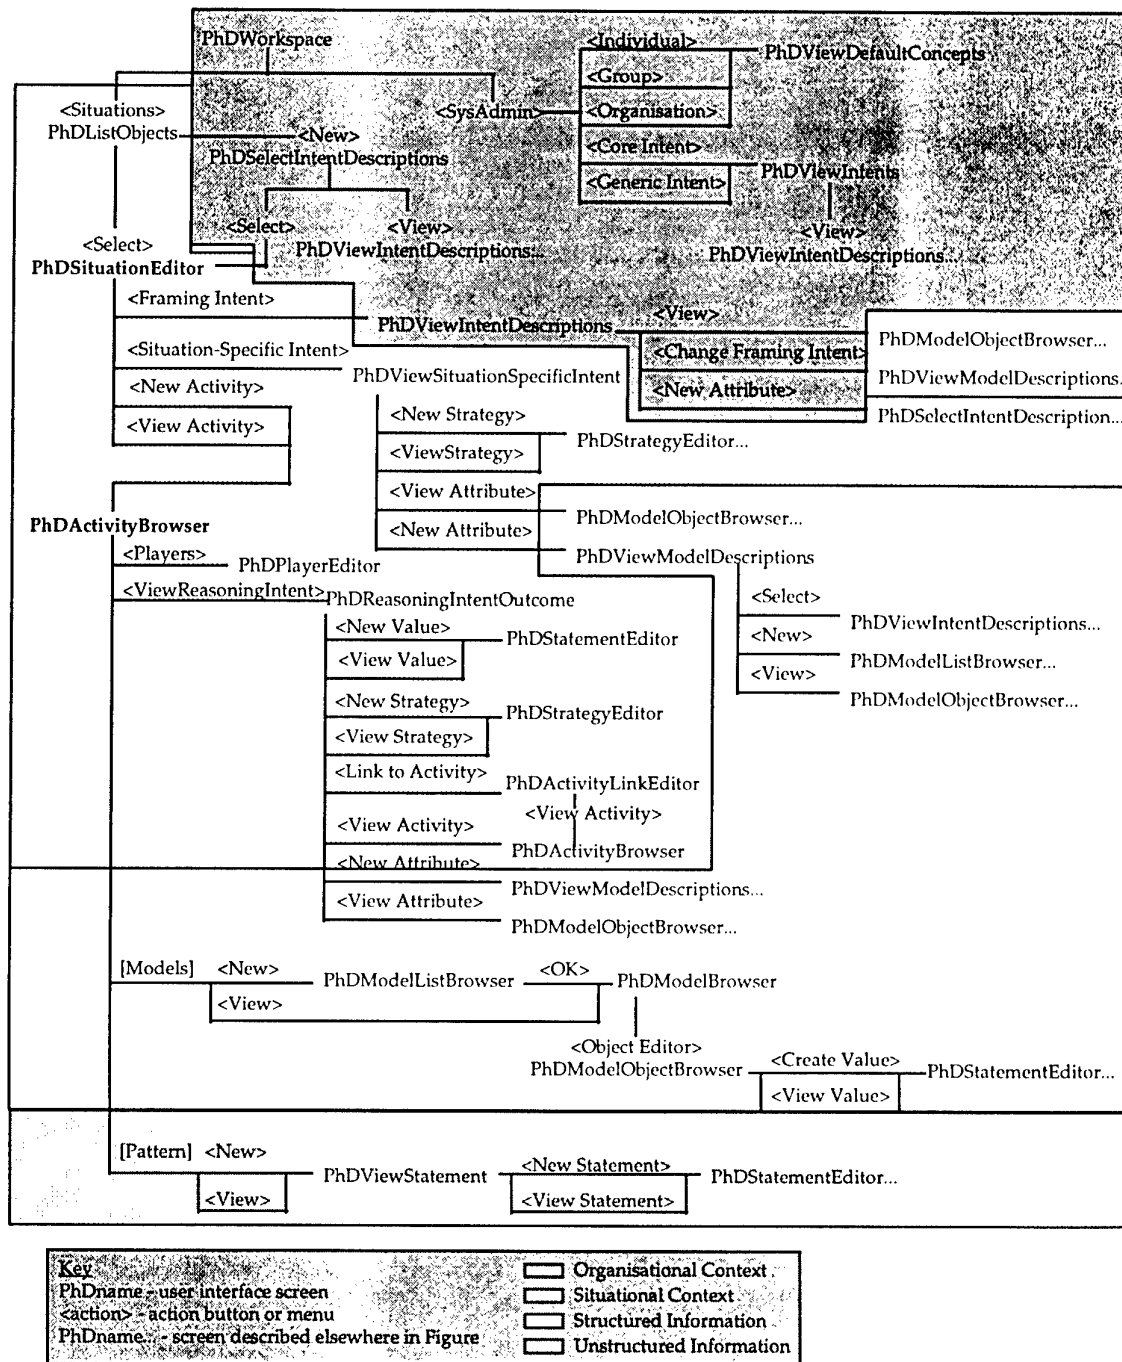 PhDWorkspace
<Individual>
PhDViewDefaultConcepts
<Group>
<Situations>
<SysAdmin>
<Organisation>
PhDListObjects
<New>
<Core Intent>
PhDSelectIntentDescriptions
PhDViewIntents
<Generic Intent>
<Select>
<View>
<View>
<Select>
PhDViewIntentDescriptions...
PhDViewIntentDescriptions...
PhDSituationEditor
<Framing Intent>
<View>
PhDViewIntentDescriptions
PhDModelObjectBrowser...
<Situation-Specific Intent>
<Change Framing Intent>
PhDViewSituationSpecificIntent
PhDViewModelDescriptions.
<New Activity>
<New Attribute>
<New Strategy>
PhDSelectIntentDescription...
<View Activity>
PhDStrategyEditor...
<ViewStrategy>
<View Attribute>
PhDActivityBrowser
PhDModelObjectBrowser...
<New Attribute>
<Players>
PhDPlayerEditor
PhDViewModelDescriptions
<ViewReasoningIntent>
PhDReasoningIntentOutcome
<Select>
<New Value>
PhDStatementEditor
PhDViewIntentDescriptions...
<View Value>
<New>
PhDModelListBrowser...
<View>
<New Strategy>
PhDStrategyEditor
PhDModelObjectBrowser...
<View Strategy>
<Link to Activity>
PhDActivityLinkEditor
<View Activity>
<View Activity>
PhDActivityBrowser
<New Attribute>
PhDViewModelDescriptions...
<View Attribute>
PhDModelObjectBrowser...
[Models] <New>
PhDModelListBrowser
<OK>
PhDModelBrowser
<View>
<Object Editor>
PhDModelObjectBrowser
<Create Value>
PhDStatementEditor...
<View Value>
[Pattern] <New>
PhDViewStatement
<New Statement>
PhDStatementEditor...
<View>
<View Statement>
Key
PhDname - user interface screen
<action> - action button or menu
PhDname... - screen described elsewhere in Figure
Organisational Context
Situational Context
Structured Information
Unstructured Information